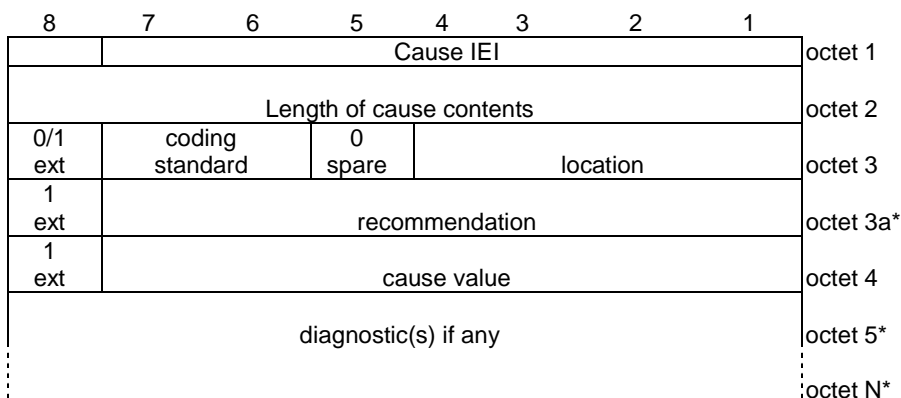 8 7 6 5 4 3 2 1
Cause IEI octet 1
Length of cause contents octet 2
0/1 coding 0
ext standard spare location octet 3
1
ext recommendation octet 3a*
1
ext cause value octet 4
diagnostic(s) if any octet 5*
octet N*